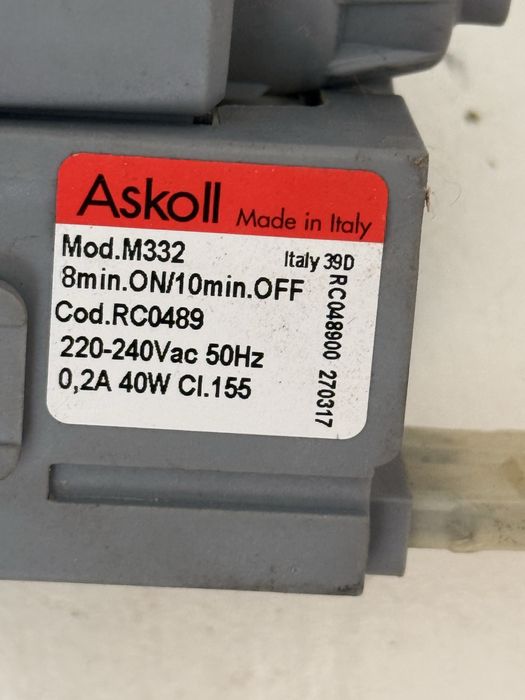 Askoll Made in Italy
Mod.M332 Italy 39D
8min.ON/10min.OFF
Cod.RC0489
220-240Vac 50Hz
0,2A 40W Cl.155
RC048900 270317